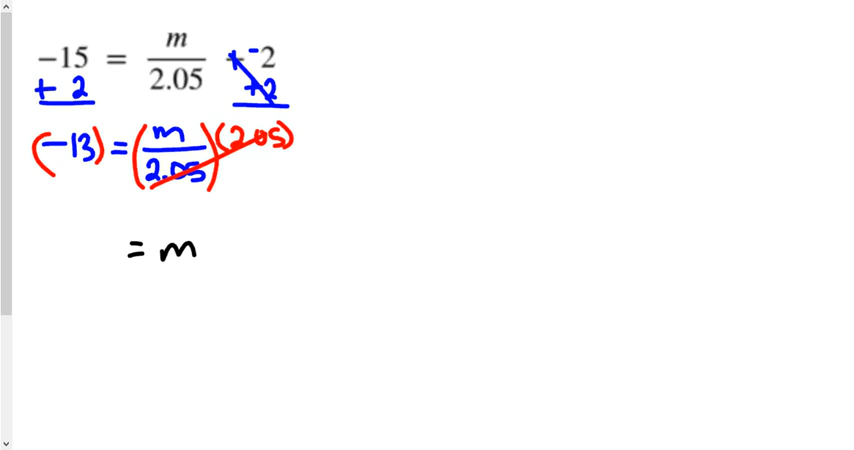 −15 = m/2.05 + -2
+ 2 +2
(-13) = (m/2.05)(2.05)
= m